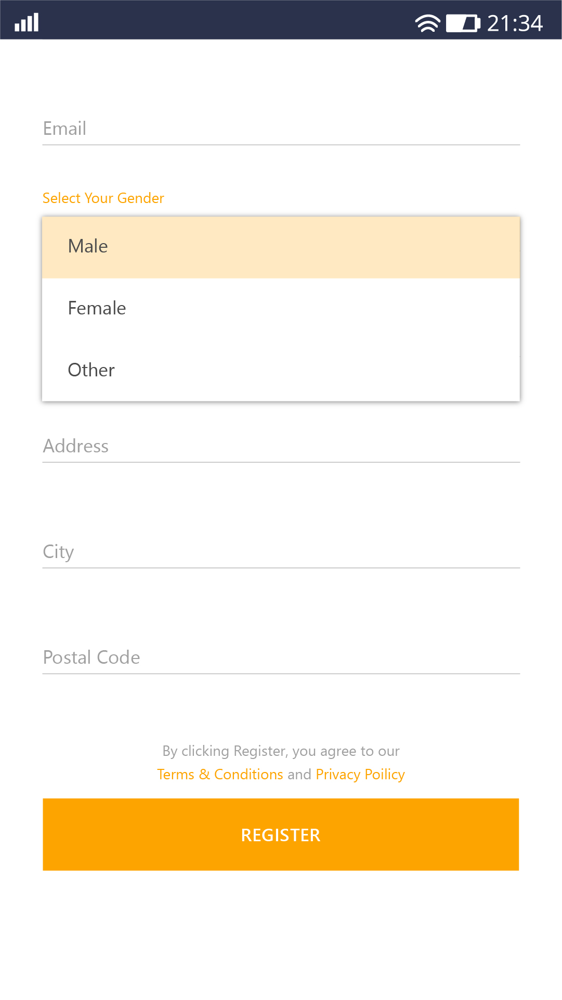 21:34
Email
Select Your Gender
Male
Female
Other
Address
City
Postal Code
By clicking Register, you agree to our
Terms & Conditions and Privacy Poilicy
REGISTER